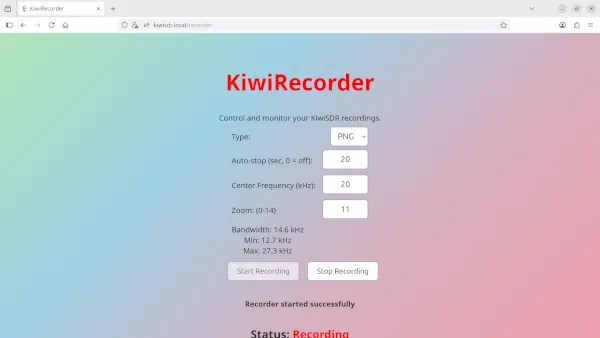 KiwiRecorder
kiwisdr.local/recorder
KiwiRecorder
Control and monitor your KiwiSDR recordings.
Type: PNG
Auto-stop (sec, 0 = off): 20
Center Frequency (kHz): 20
Zoom: (0-14) 11
Bandwidth: 14.6 kHz
Min: 12.7 kHz
Max: 27.3 kHz
Start Recording Stop Recording
Recorder started successfully
Status: Recording